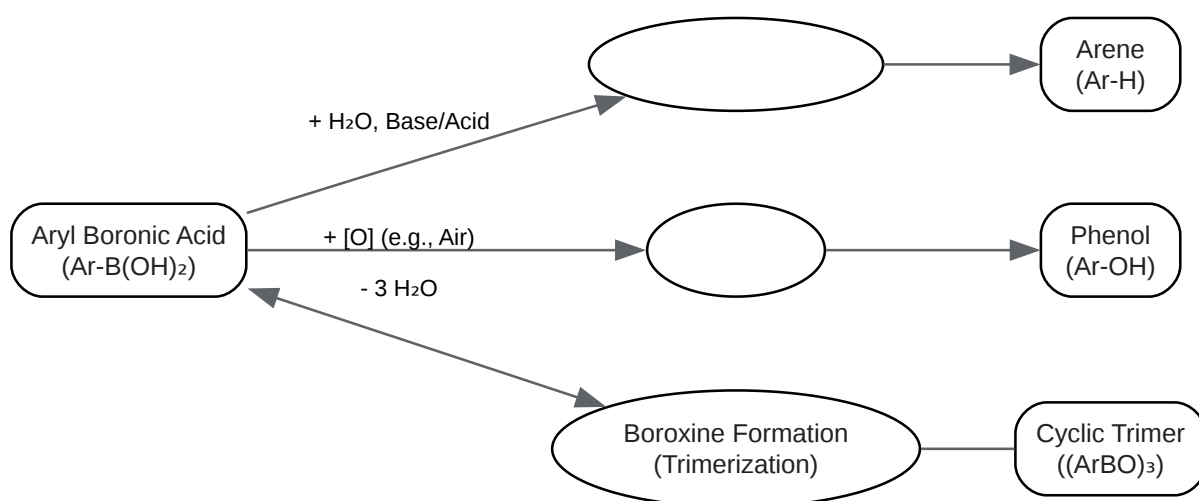 Arene
(Ar-H)
+ H₂O, Base/Acid
Aryl Boronic Acid
(Ar-B(OH)₂)
+ [O] (e.g., Air)
Phenol
(Ar-OH)
- 3 H₂O
Boroxine Formation
(Trimerization)
Cyclic Trimer
((ArBO)₃)